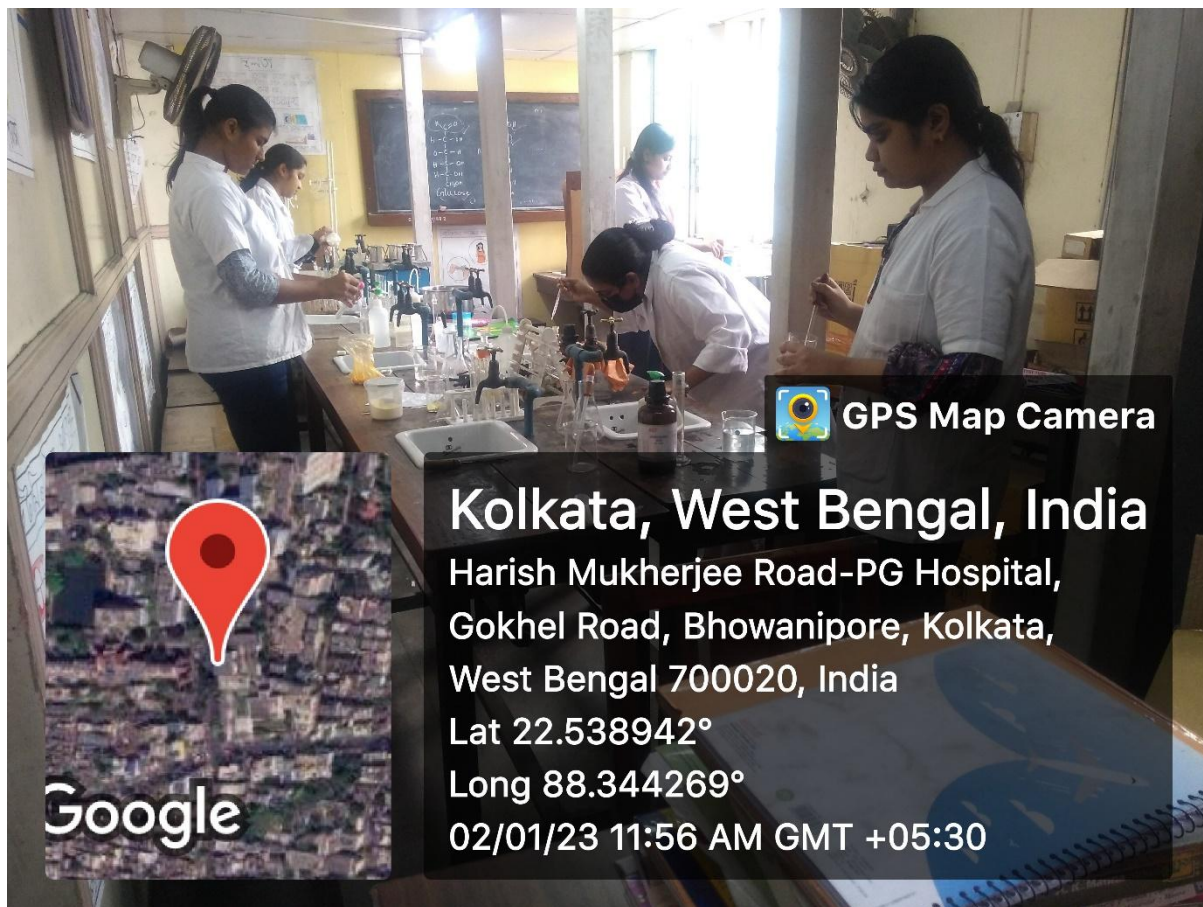 GPS Map Camera
Kolkata, West Bengal, India
Harish Mukherjee Road-PG Hospital,
Gokhel Road, Bhowanipore, Kolkata,
West Bengal 700020, India
Lat 22.538942°
Long 88.344269°
02/01/23 11:56 AM GMT +05:30
Google